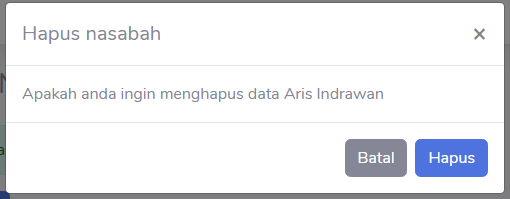 Hapus nasabah
×
Apakah anda ingin menghapus data Aris Indrawan
Batal
Hapus